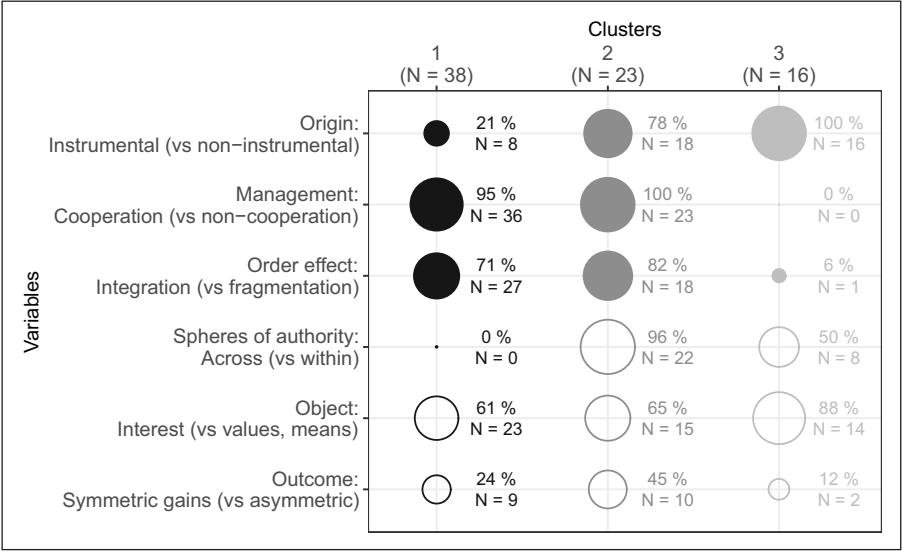 Clusters
1 2 3
(N = 38) (N = 23) (N = 16)
Variables
Origin: 21 % 78 % 100 %
Instrumental (vs non−instrumental) N = 8 N = 18 N = 16
Management: 95 % 100 % 0 %
Cooperation (vs non−cooperation) N = 36 N = 23 N = 0
Order effect: 71 % 82 % 6 %
Integration (vs fragmentation) N = 27 N = 18 N = 1
Spheres of authority: 0 % 96 % 50 %
Across (vs within) N = 0 N = 22 N = 8
Object: 61 % 65 % 88 %
Interest (vs values, means) N = 23 N = 15 N = 14
Outcome: 24 % 45 % 12 %
Symmetric gains (vs asymmetric) N = 9 N = 10 N = 2